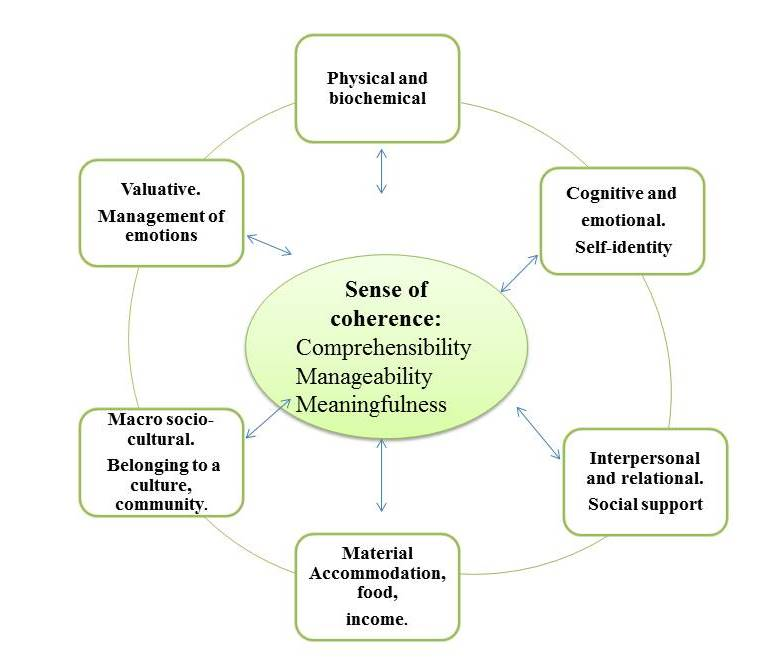 Physical and
biochemical
Valuative.
Management of
emotions
Cognitive and
emotional.
Self-identity
Sense of
coherence:
Comprehensibility
Manageability
Meaningfulness
Macro socio-
cultural.
Belonging to a
culture,
community.
Interpersonal
and relational.
Social support
Material
Accommodation,
food,
income.